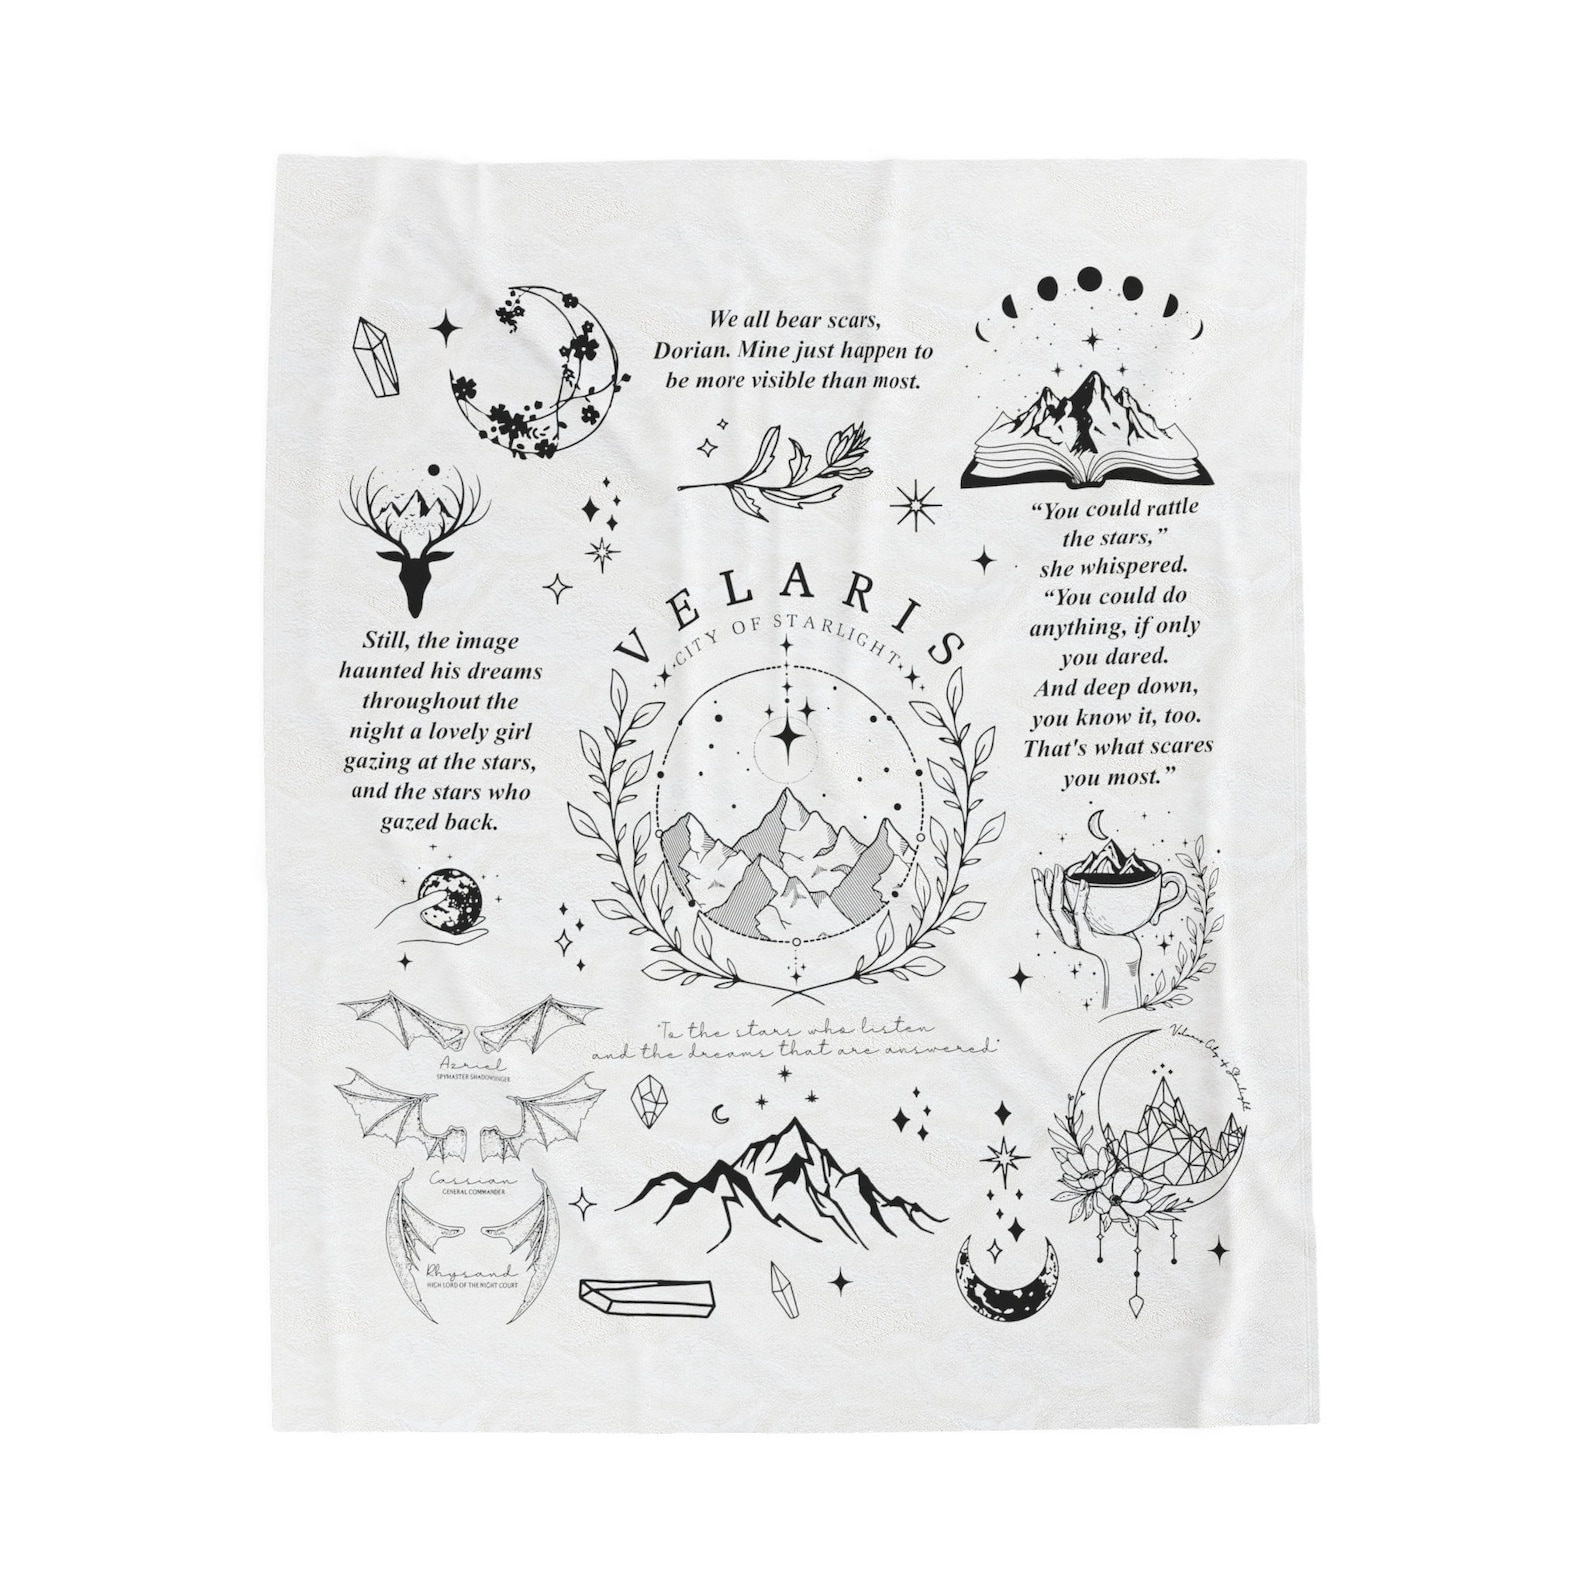 We all bear scars,
Dorian. Mine just happen to
be more visible than most.
“You could rattle
the stars,”
she whispered.
“You could do
anything, if only
you dared.
And deep down,
you know it, too.
That's what scares
you most.”
VELARIS
CITY OF STARLIGHT
Still, the image
haunted his dreams
throughout the
night a lovely girl
gazing at the stars,
and the stars who
gazed back.
"To the stars who listen
and the dreams that are answered"
Azriel
SPYMASTER SHADOWSINGER
Cassian
GENERAL COMMANDER
Rhysand
HIGH LORD OF THE NIGHT COURT
Velaris City of Starlight